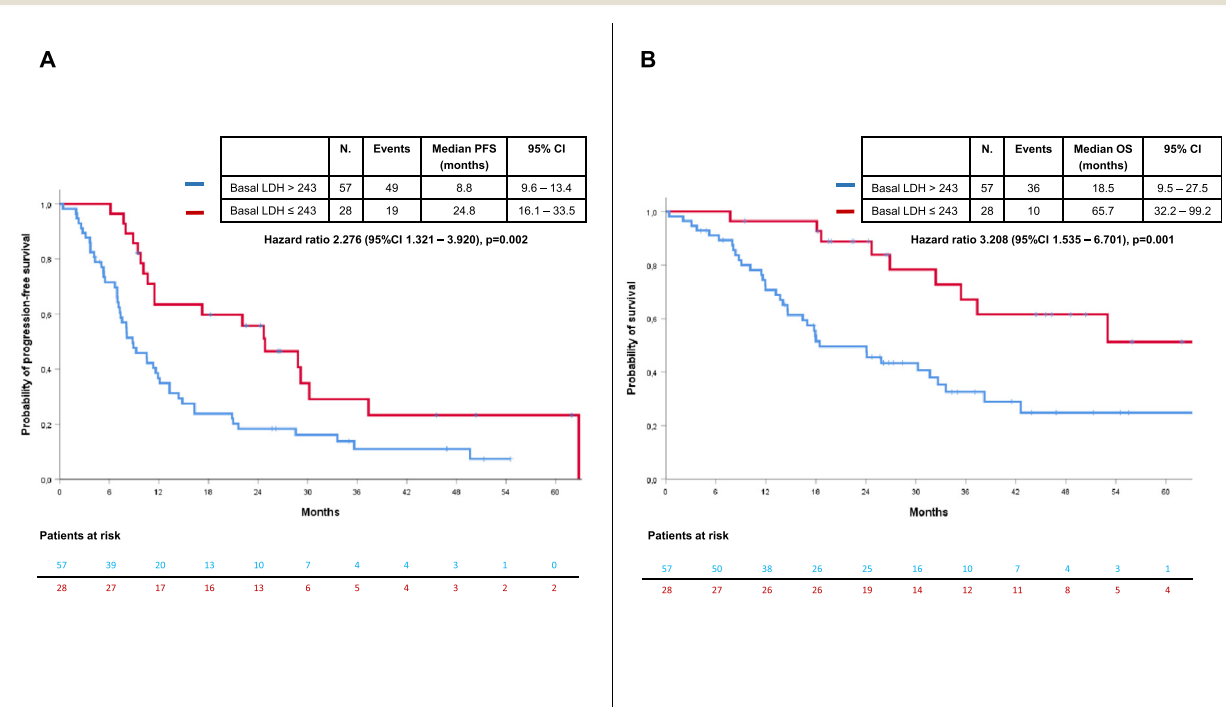 A
N. Events Median PFS (months) 95% CI
Basal LDH > 243 57 49 8.8 9.6 – 13.4
Basal LDH ≤ 243 28 19 24.8 16.1 – 33.5
Hazard ratio 2.276 (95%CI 1.321 – 3.920), p=0.002
Probability of progression-free survival
1,0
0,8
0,6
0,4
0,2
0,0
0 6 12 18 24 30 36 42 48 54 60
Months
Patients at risk
57 39 20 13 10 7 4 4 3 1 0
28 27 17 16 13 6 5 4 3 2 2
B
N. Events Median OS (months) 95% CI
Basal LDH > 243 57 36 18.5 9.5 – 27.5
Basal LDH ≤ 243 28 10 65.7 32.2 – 99.2
Hazard ratio 3.208 (95%CI 1.535 – 6.701), p=0.001
Probability of survival
1,0
0,8
0,6
0,4
0,2
0,0
0 6 12 18 24 30 36 42 48 54 60
Months
Patients at risk
57 50 38 26 25 16 10 7 4 3 1
28 27 26 26 19 14 12 11 8 5 4